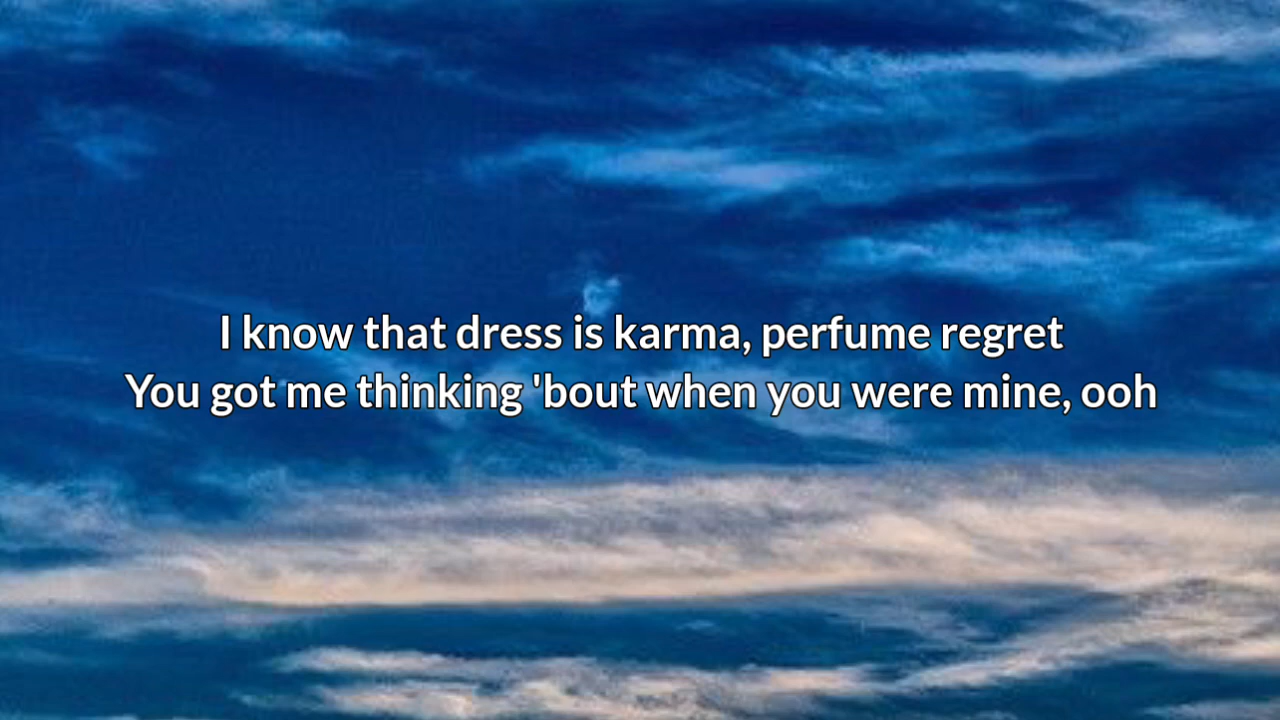 I know that dress is karma, perfume regret
You got me thinking 'bout when you were mine, ooh